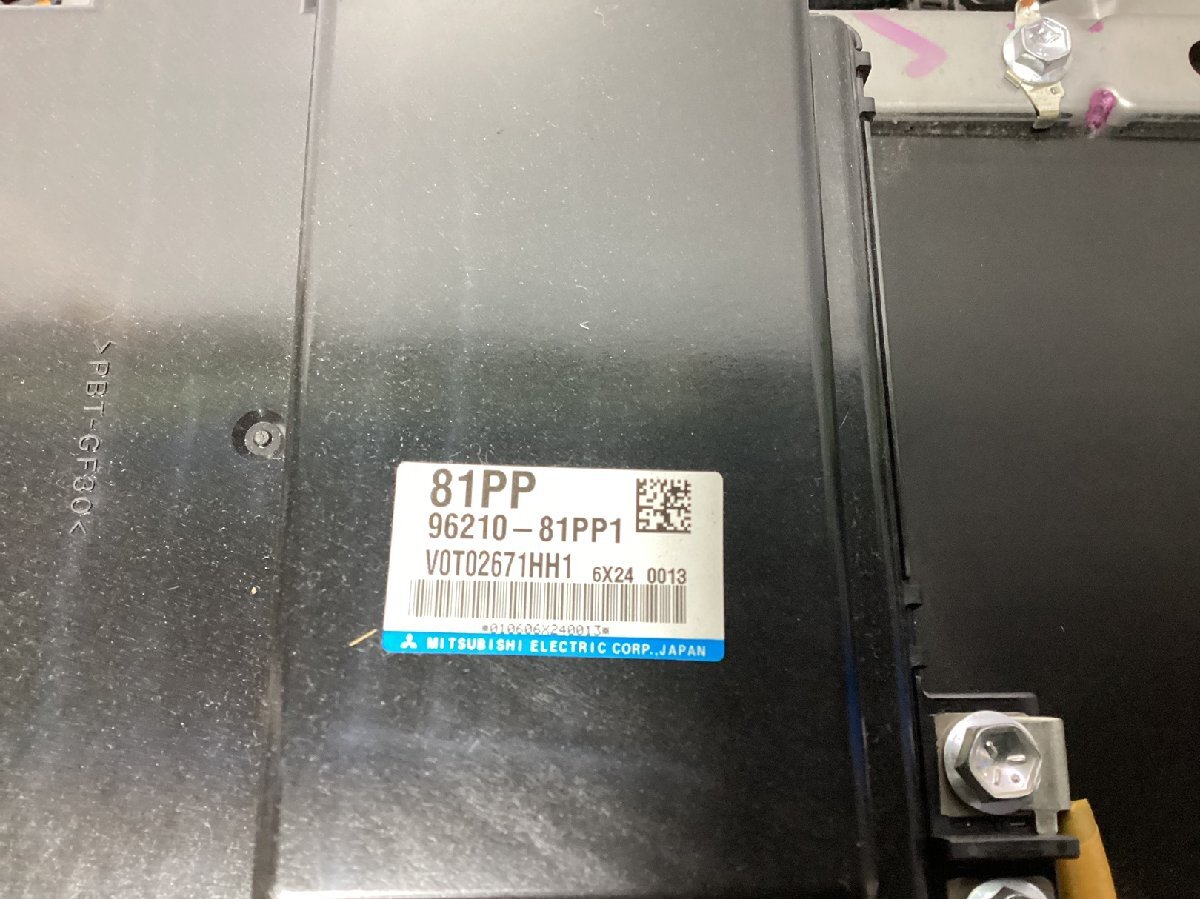 >PBT-GF30<
81PP
96210-81PP1
V0T02671HH1 6X24 0013
*010606X240013*
MITSUBISHI ELECTRIC CORP.,JAPAN